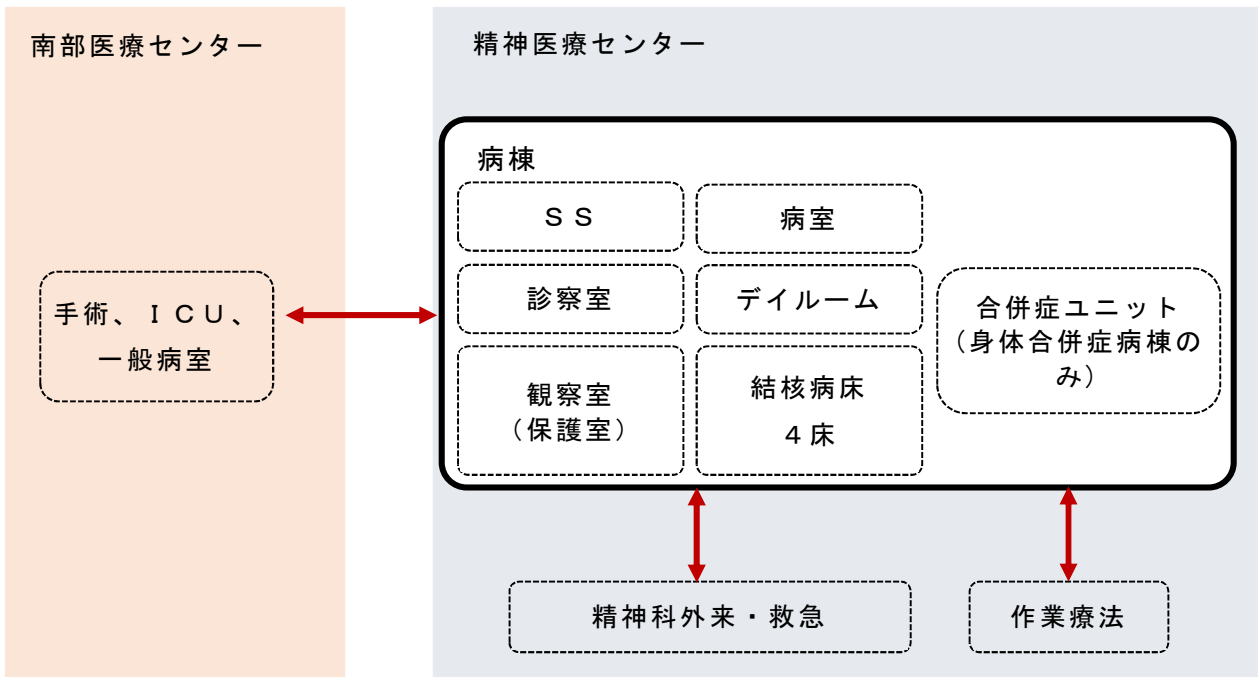 南部医療センター
精神医療センター
病棟
ＳＳ
病室
診察室
デイルーム
手術、ＩＣＵ、
一般病室
合併症ユニット
（身体合併症病棟の
み）
観察室
（保護室）
結核病床
４床
精神科外来・救急
作業療法